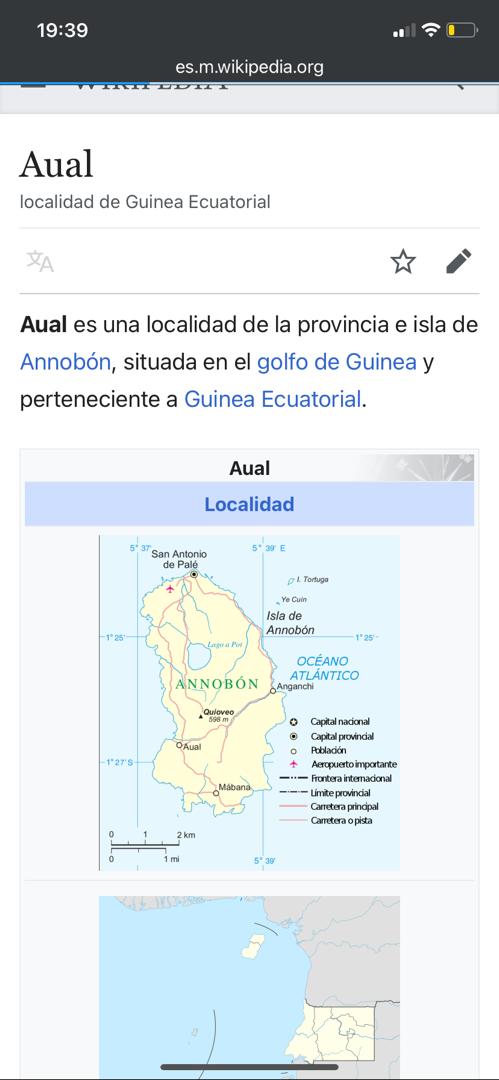 19:39
es.m.wikipedia.org
WIKIPEDIA
Aual
localidad de Guinea Ecuatorial
Aual es una localidad de la provincia e isla de
Annobón, situada en el golfo de Guinea y
perteneciente a Guinea Ecuatorial.
Aual
Localidad
5° 37'
5° 39' E
San Antonio
de Palé
I. Tortuga
Ye Cuin
Isla de
Annobón
1° 25'
1° 25'
Lago a Pot
OCÉANO
ATLÁNTICO
ANNOBÓN
Anganchi
Quioveo
598 m
Aual
Capital nacional
Capital provincial
Población
Aeropuerto importante
Frontera internacional
Límite provincial
Carretera principal
Carretera o pista
1° 27' S
Mábana
0 1 2 km
0 1 mi
5° 39'